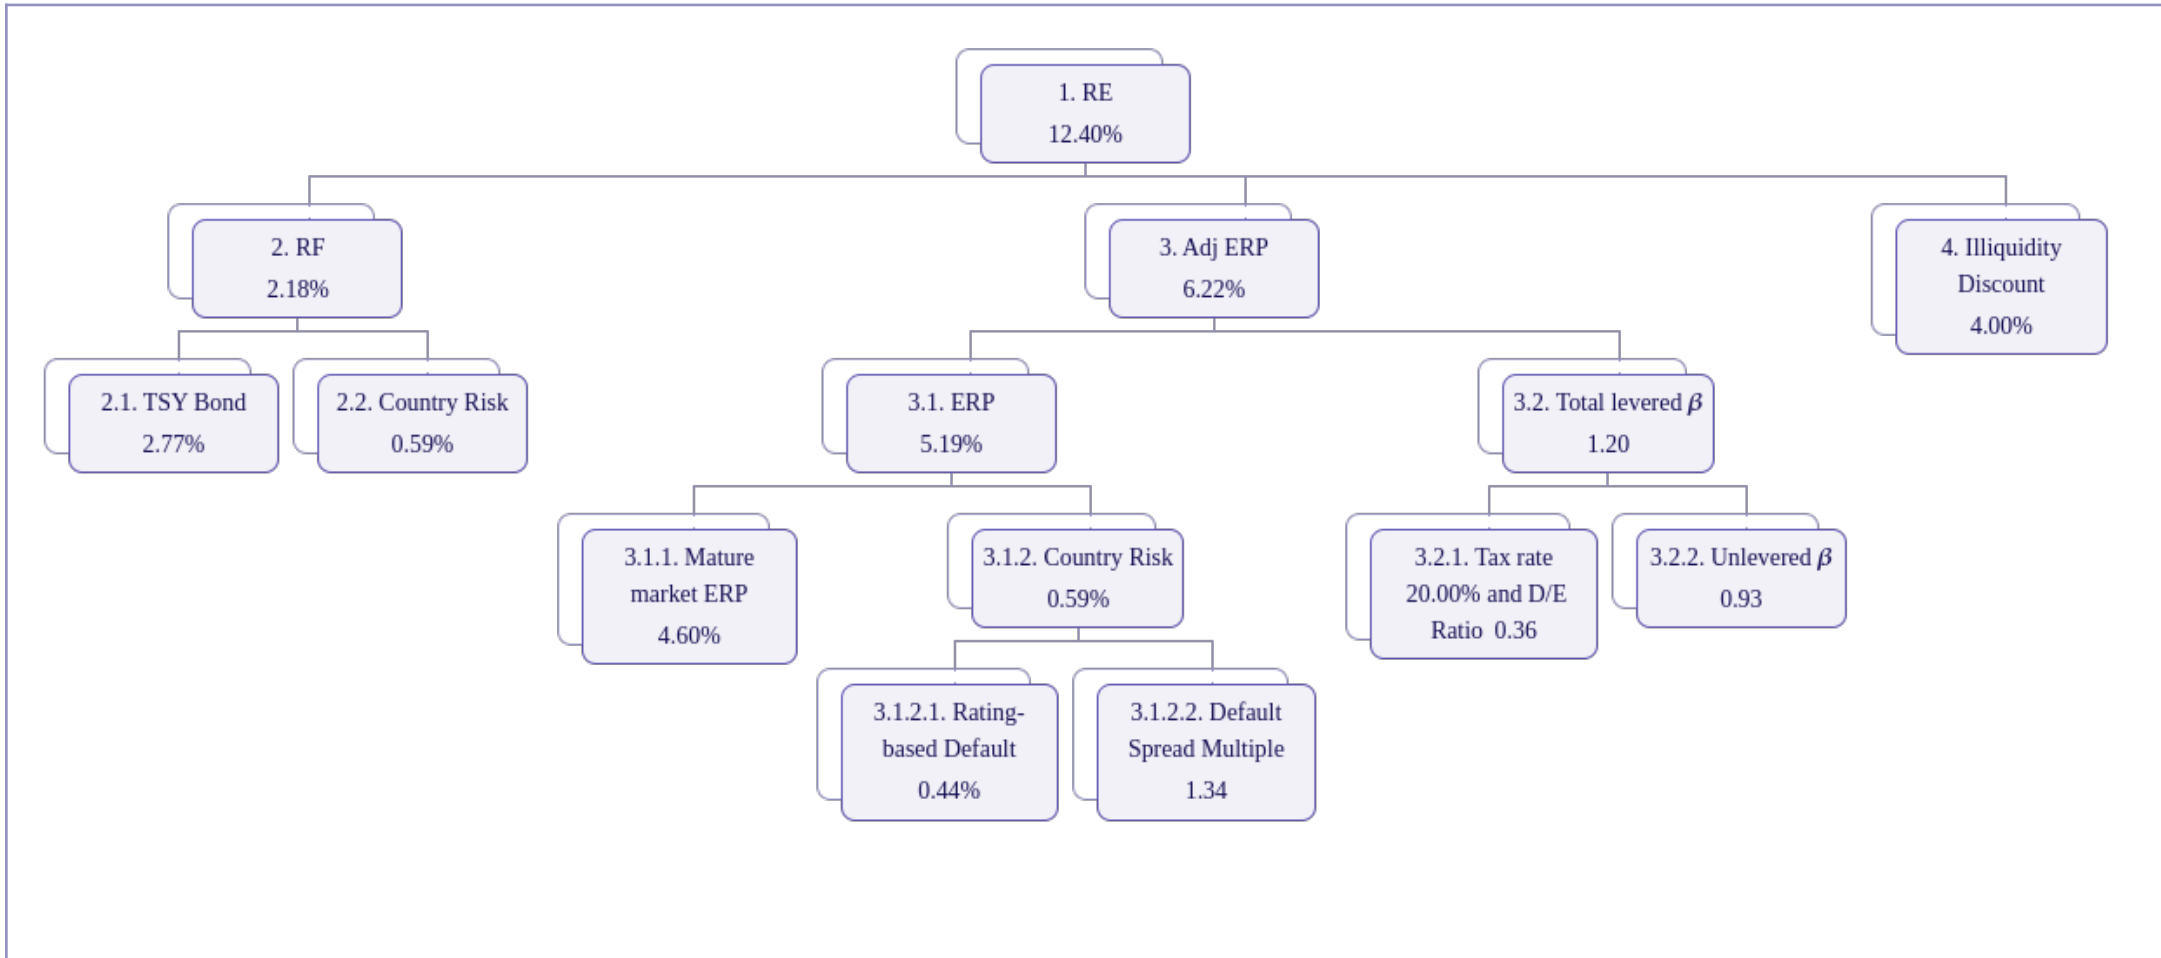 1. RE
12.40%
2. RF
2.18%
3. Adj ERP
6.22%
4. Illiquidity
Discount
4.00%
2.1. TSY Bond
2.77%
2.2. Country Risk
0.59%
3.1. ERP
5.19%
3.2. Total levered β
1.20
3.1.1. Mature
market ERP
4.60%
3.1.2. Country Risk
0.59%
3.2.1. Tax rate
20.00% and D/E
Ratio 0.36
3.2.2. Unlevered β
0.93
3.1.2.1. Rating-
based Default
0.44%
3.1.2.2. Default
Spread Multiple
1.34